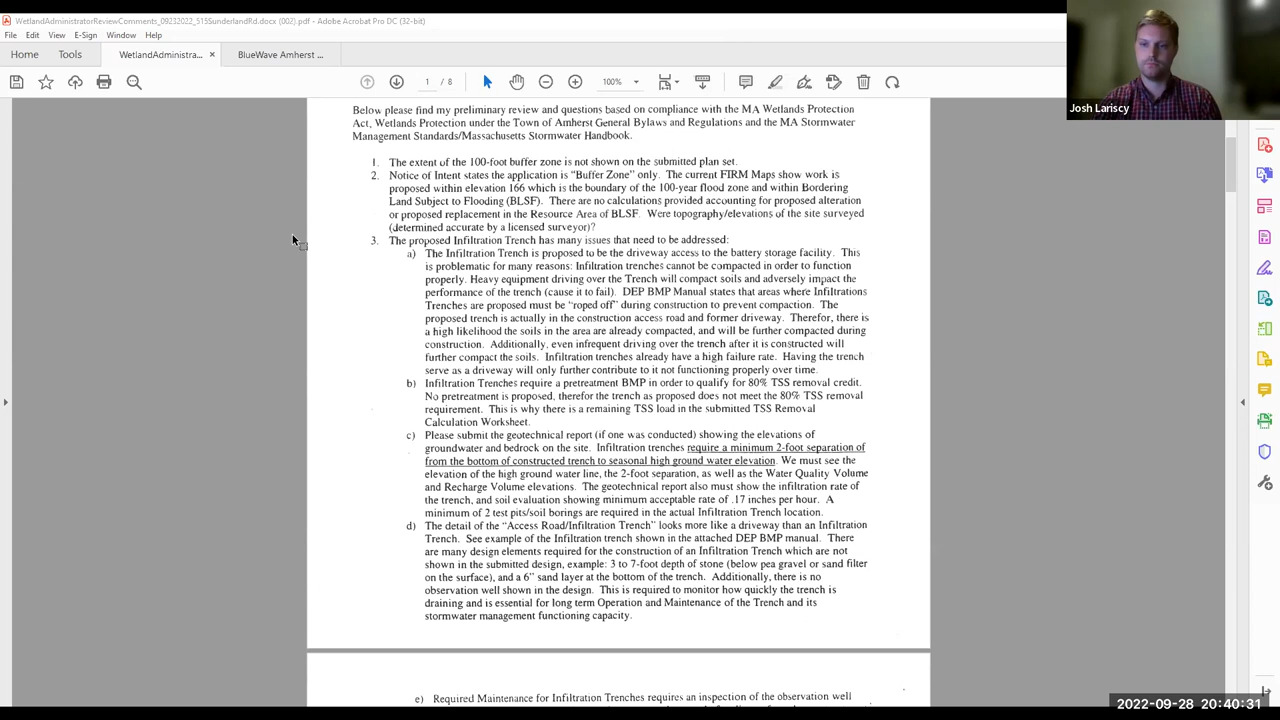 WetlandAdministratorReviewComments_09232022_515SunderlandRd.docx (002).pdf - Adobe Acrobat Pro DC (32-bit)
File Edit View E-Sign Window Help
Home Tools WetlandAdministra... × BlueWave Amherst ...
1 / 8 100%
Josh Lariscy
Below please find my preliminary review and questions based on compliance with the MA Wetlands Protection
Act, Wetlands Protection under the Town of Amherst General Bylaws and Regulations and the MA Stormwater
Management Standards/Massachusetts Stormwater Handbook.
1. The extent of the 100-foot buffer zone is not shown on the submitted plan set.
2. Notice of Intent states the application is "Buffer Zone" only. The current FIRM Maps show work is
proposed within elevation 166 which is the boundary of the 100-year flood zone and within Bordering
Land Subject to Flooding (BLSF). There are no calculations provided accounting for proposed alteration
or proposed replacement in the Resource Area of BLSF. Were topography/elevations of the site surveyed
(determined accurate by a licensed surveyor)?
3. The proposed Infiltration Trench has many issues that need to be addressed:
a) The Infiltration Trench is proposed to be the driveway access to the battery storage facility. This
is problematic for many reasons: Infiltration trenches cannot be compacted in order to function
properly. Heavy equipment driving over the Trench will compact soils and adversely impact the
performance of the trench (cause it to fail). DEP BMP Manual states that areas where Infiltrations
Trenches are proposed must be "roped off" during construction to prevent compaction. The
proposed trench is actually in the construction access road and former driveway. Therefor, there is
a high likelihood the soils in the area are already compacted, and will be further compacted during
construction. Additionally, even infrequent driving over the trench after it is constructed will
further compact the soils. Infiltration trenches already have a high failure rate. Having the trench
serve as a driveway will only further contribute to it not functioning properly over time.
b) Infiltration Trenches require a pretreatment BMP in order to qualify for 80% TSS removal credit.
No pretreatment is proposed, therefor the trench as proposed does not meet the 80% TSS removal
requirement. This is why there is a remaining TSS load in the submitted TSS Removal
Calculation Worksheet.
c) Please submit the geotechnical report (if one was conducted) showing the elevations of
groundwater and bedrock on the site. Infiltration trenches require a minimum 2-foot separation of
from the bottom of constructed trench to seasonal high ground water elevation. We must see the
elevation of the high ground water line, the 2-foot separation, as well as the Water Quality Volume
and Recharge Volume elevations. The geotechnical report also must show the infiltration rate of
the trench, and soil evaluation showing minimum acceptable rate of .17 inches per hour. A
minimum of 2 test pits/soil borings are required in the actual Infiltration Trench location.
d) The detail of the "Access Road/Infiltration Trench" looks more like a driveway than an Infiltration
Trench. See example of the Infiltration trench shown in the attached DEP BMP manual. There
are many design elements required for the construction of an Infiltration Trench which are not
shown in the submitted design, example: 3 to 7-foot depth of stone (below pea gravel or sand filter
on the surface), and a 6" sand layer at the bottom of the trench. Additionally, there is no
observation well shown in the design. This is required to monitor how quickly the trench is
draining and is essential for long term Operation and Maintenance of the Trench and its
stormwater management functioning capacity.
e) Required Maintenance for Infiltration Trenches requires an inspection of the observation well
2022-09-28 20:40:31